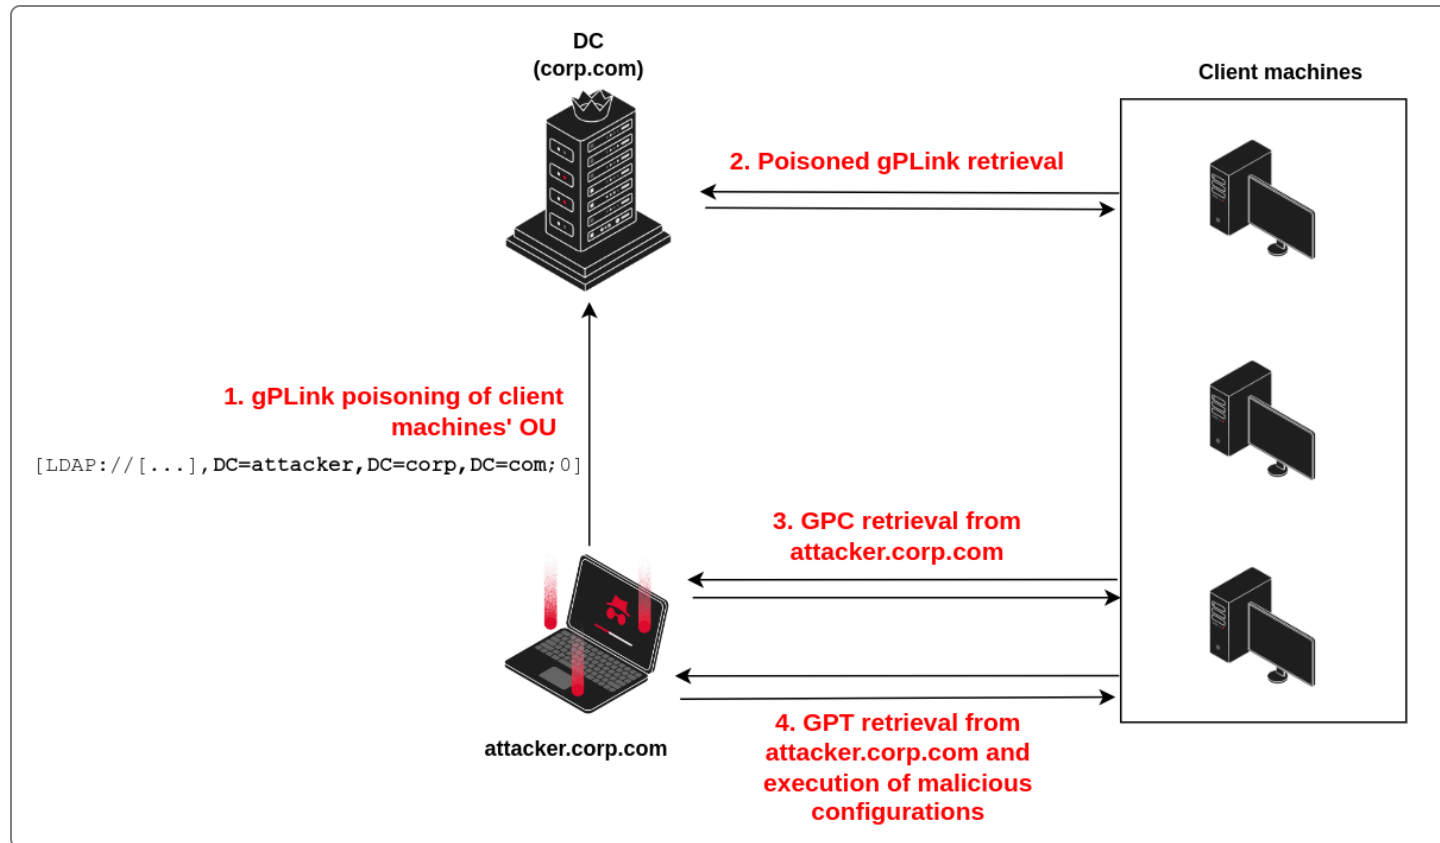 DC
(corp.com)
Client machines
2. Poisoned gPLink retrieval
1. gPLink poisoning of client
machines' OU
[LDAP://[...],DC=attacker,DC=corp,DC=com;0]
3. GPC retrieval from
attacker.corp.com
attacker.corp.com
4. GPT retrieval from
attacker.corp.com and
execution of malicious
configurations